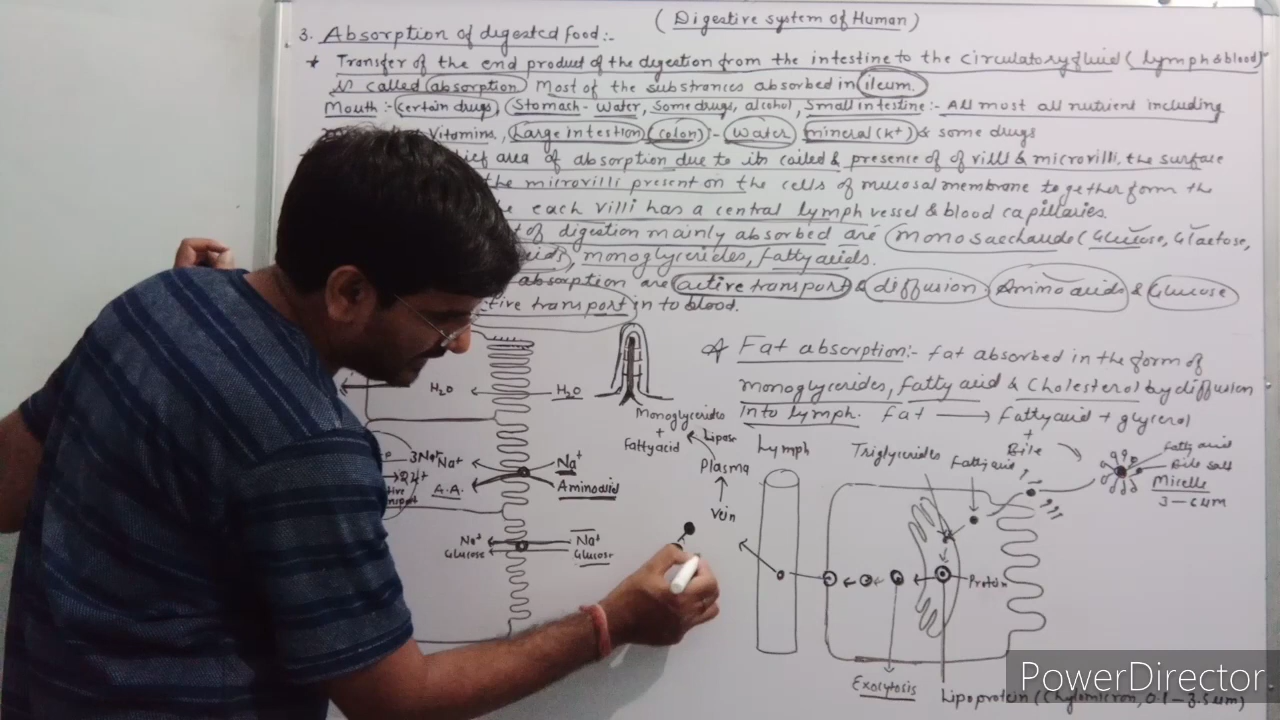 (Digestive system of Human)
3. Absorption of digested food:-
* Transfer of the end product of the digestion from the intestine to the circulatory fluid (lymph & blood)
is called absorption Most of the substances absorbed in ileum.
Mouth:- certain drugs, Stomach - water, Some drugs, alcohol, Small intestine:- All most all nutrient including
Vitamins, Large intestion (colon):- water, mineral (K+) & some drugs
area of absorption due to its coiled & presence of of villi & microvilli, the surface
the microvilli present on the cells of mucosal membrane together form the
each Villi has a central lymph vessel & blood capillaries.
of digestion mainly absorbed are monosaccharide (Glucose,
monoglycerides, fatty acids.
absorption are active transport & diffusion Amino acids & Glucose
transport in to blood.
* Fat absorption:- fat absorbed in the form of
monoglycerides, fatty acid & cholesterol by diffusion
into lymph. Fat → fatty acid + glycerol
+
Bile
H2O
H2O
Monoglycerides
+
Fatty acid
Lipase
Plasma
Vein
Lymph
Triglycerides
Fatty acid,
Fatty acid
Bile salt
Micelle
3Na+
Na+
Na+
A.A.
Amino acid
Na+
Na+
Glucose
Glucose
Protein
Exocytosis
Lipoprotein (Chylomicron, 0.1 - 3.5 um)
PowerDirector